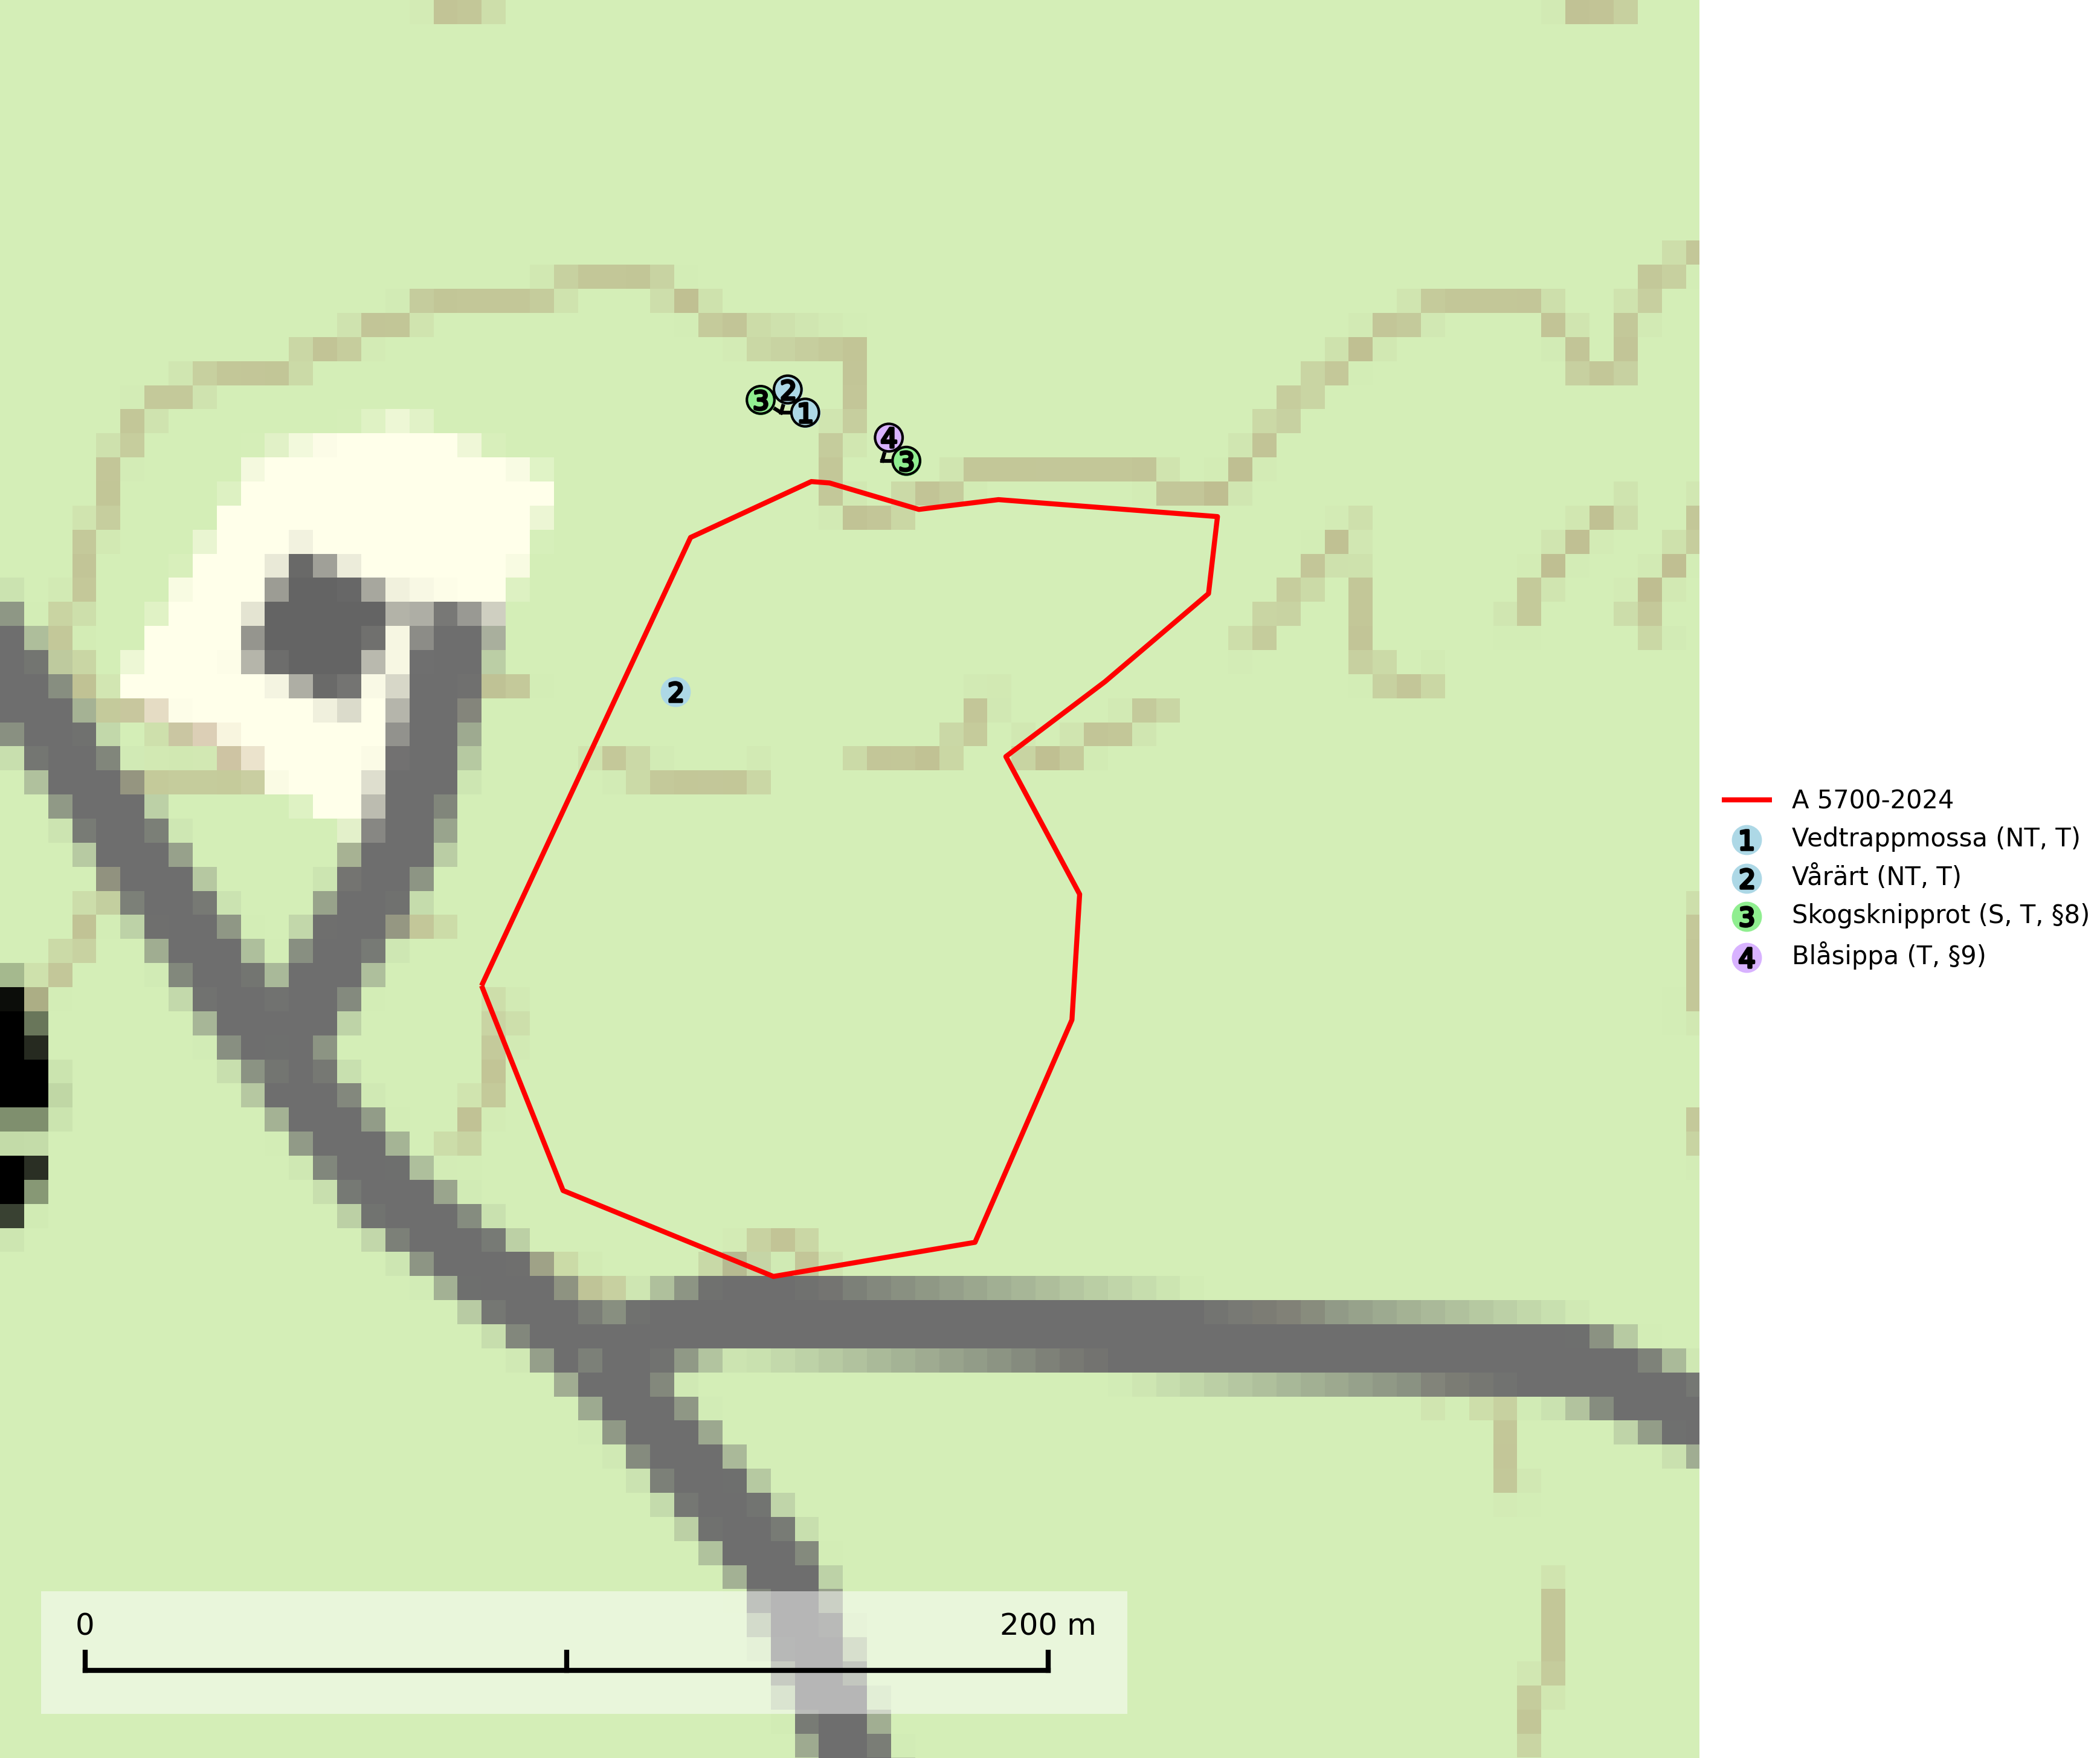 2
3
1
4
3
2
A 5700-2024
1 Vedtrappmossa (NT, T)
2 Vårärt (NT, T)
3 Skogsknipprot (S, T, §8)
4 Blåsippa (T, §9)
0 200 m